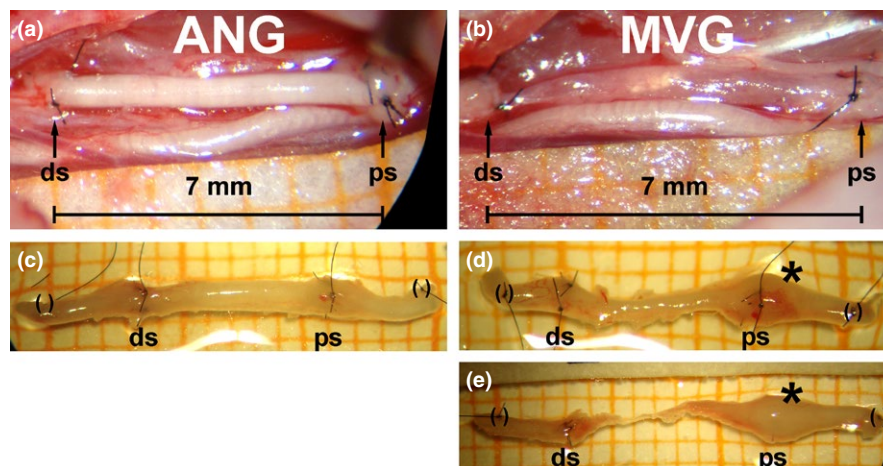 (a) ANG
ds
ps
7 mm
(b) MVG
ds
ps
7 mm
(c)
(-) (-)
ds
ps
(d)
*
(-) (-)
ds
ps
(e)
*
(-) (
ds
ps